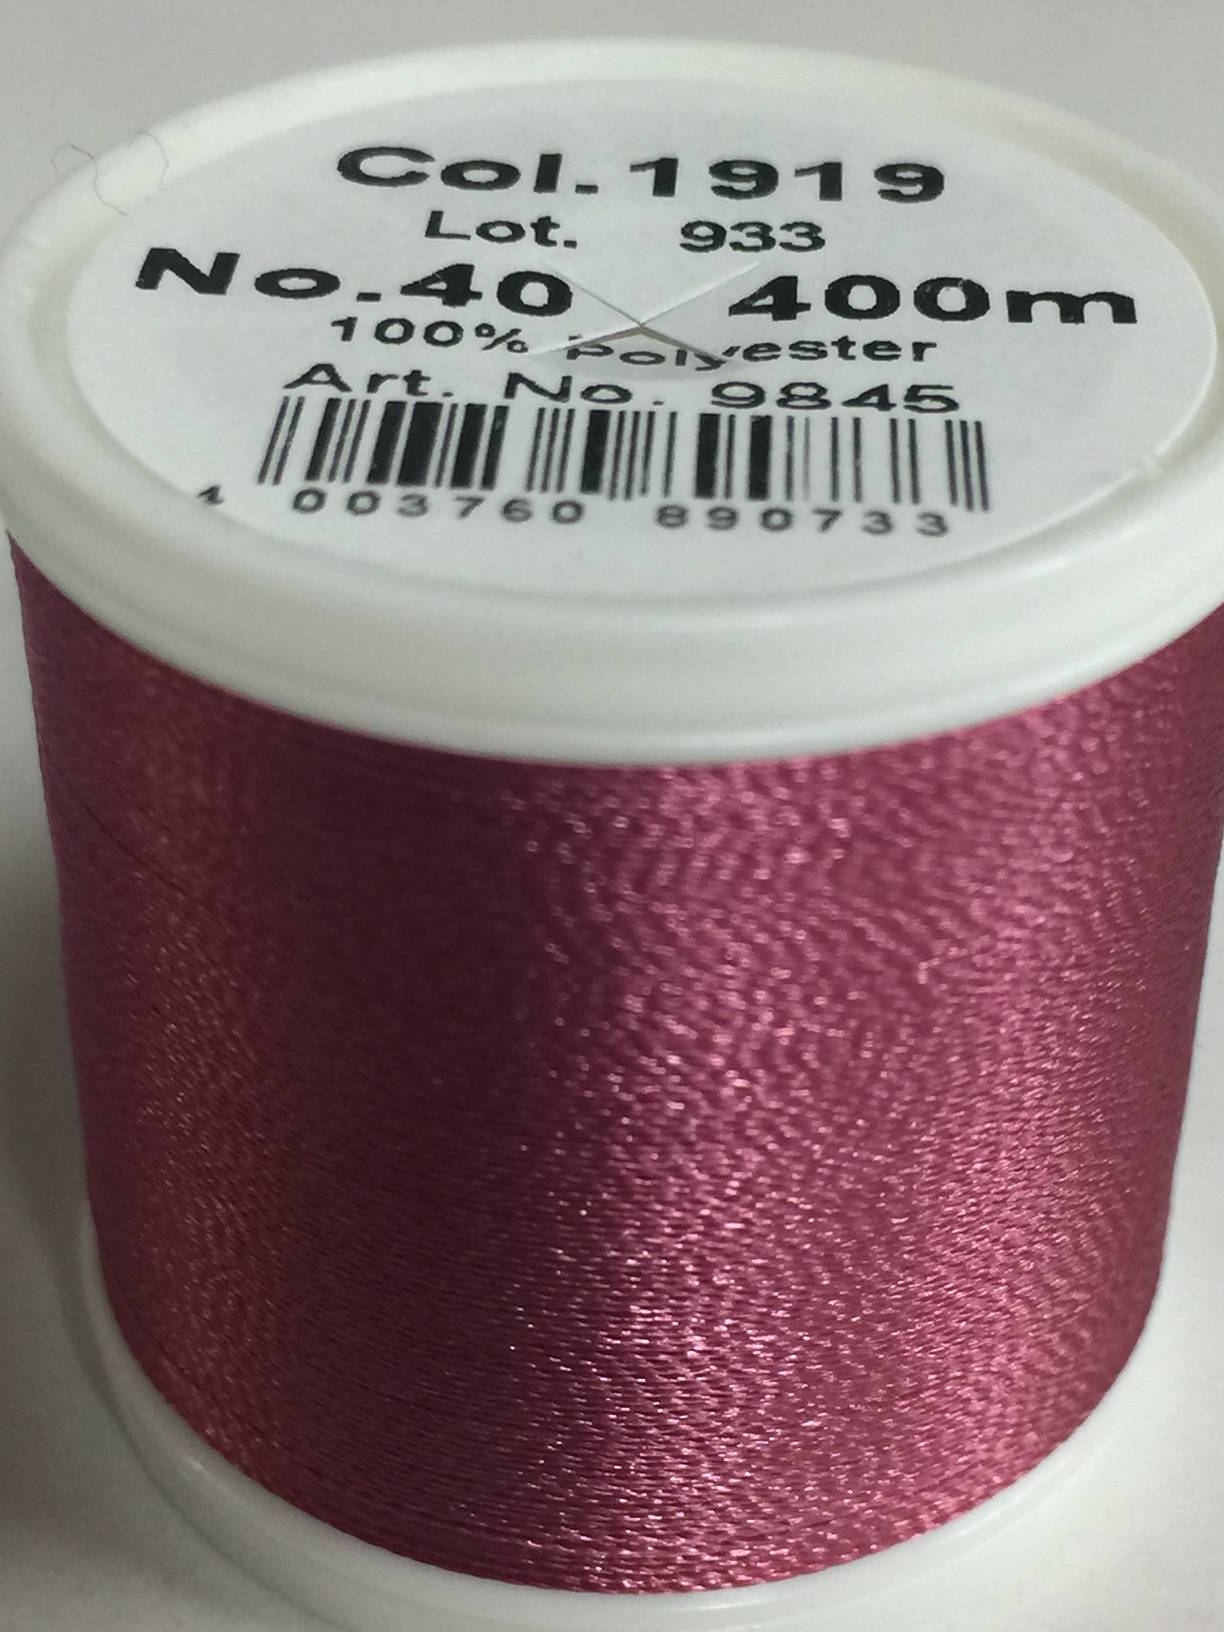 Col. 1919
Lot. 933
No.40 400m
100% Polyester
Art. No. 9845
4 003760 890733